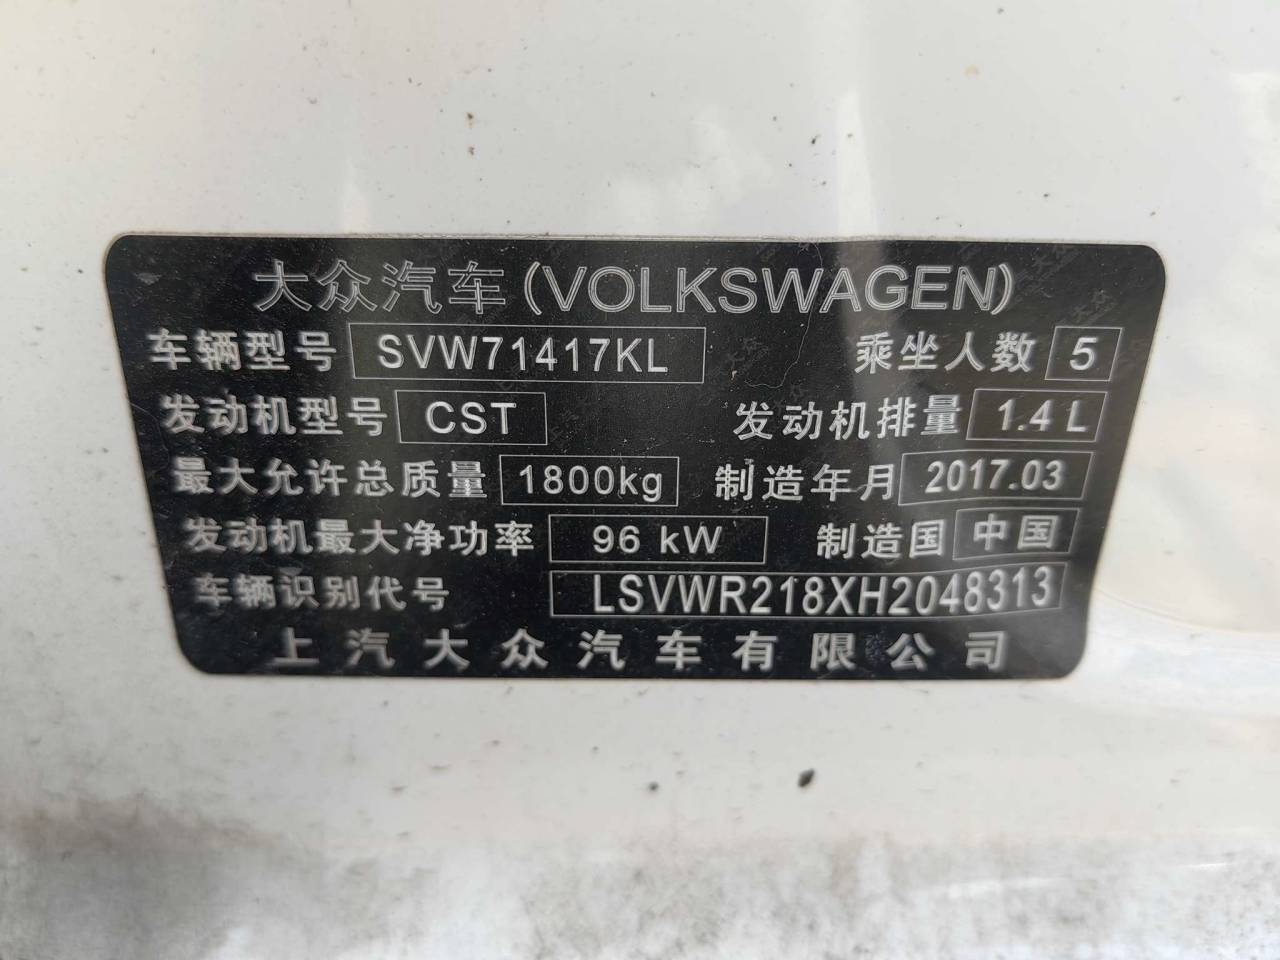 大众汽车(VOLKSWAGEN)
车辆型号 SVW71417KL 乘坐人数 5
发动机型号 CST 发动机排量 1.4 L
最大允许总质量 1800kg 制造年月 2017.03
发动机最大净功率 96 kW 制造国 中国
车辆识别代号 LSVWR218XH2048313
上汽大众汽车有限公司